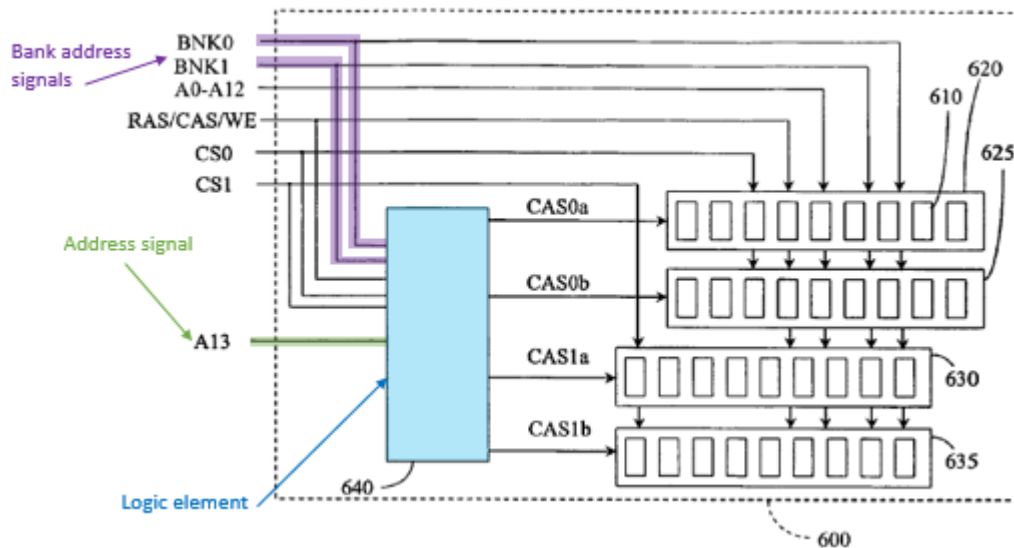 Bank address
signals
BNK0
BNK1
A0-A12
RAS/CAS/WE
CS0
CS1
620
610
625
CAS0a
Address signal
CAS0b
A13
CAS1a
630
CAS1b
635
640
Logic element
600